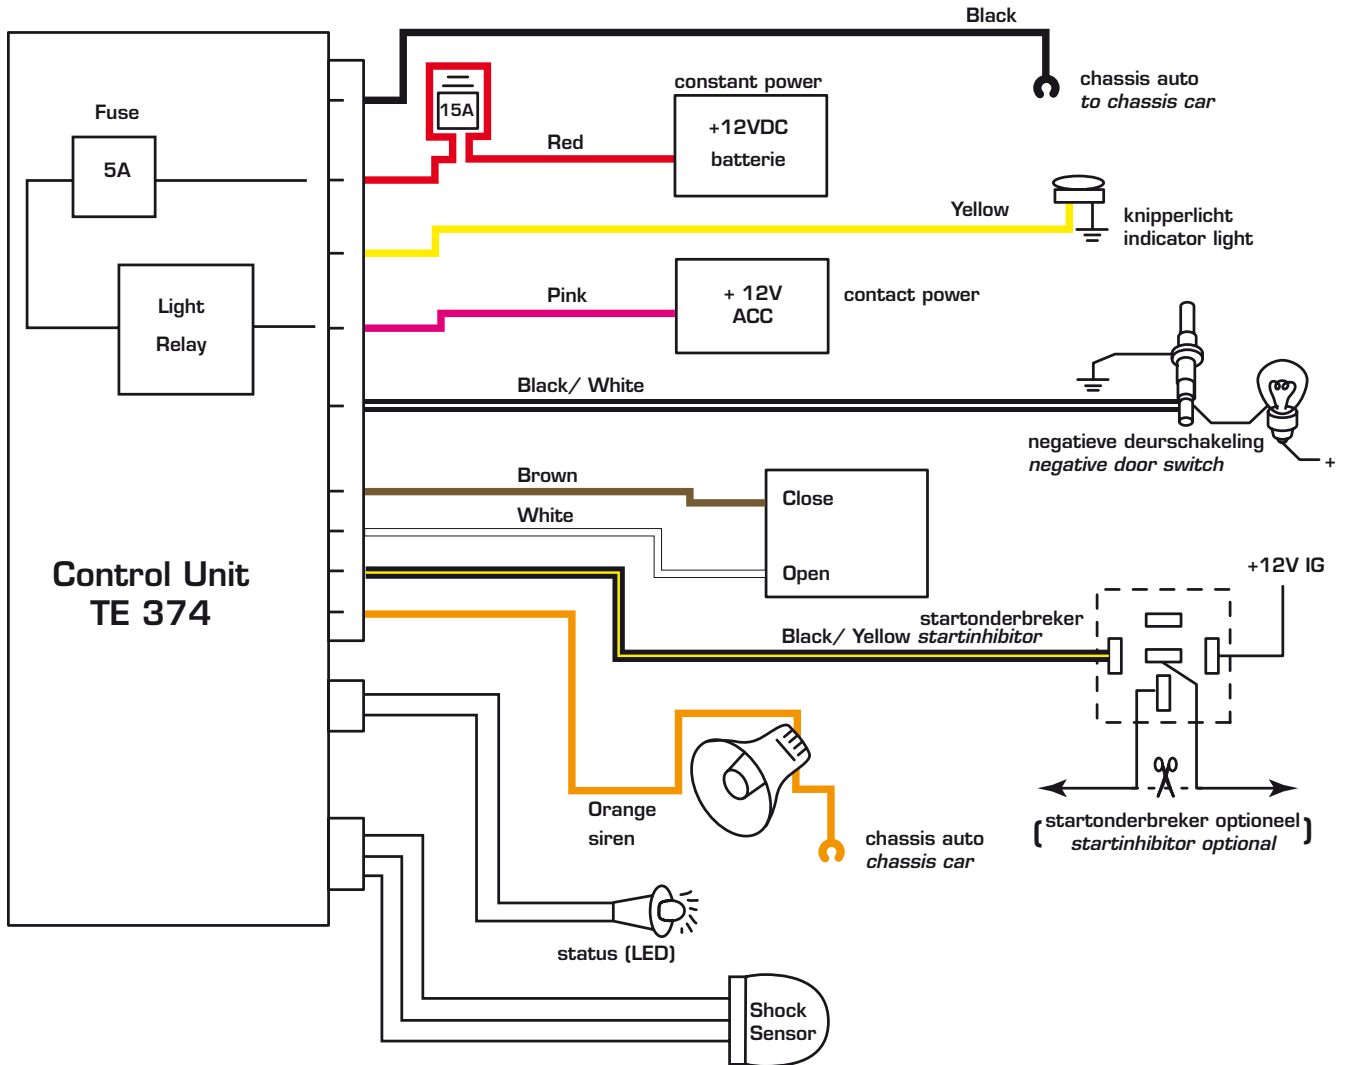 Black
chassis auto
to chassis car
Fuse
5A
15A
constant power
+12VDC
batterie
Red
Yellow
knipperlicht
indicator light
Light
Relay
Pink
+ 12V
ACC
contact power
Black/ White
negatieve deurschakeling
negative door switch
+
Brown
Close
White
Open
Control Unit
TE 374
+12V IG
startonderbreker
Black/ Yellow startinhibitor
Orange
siren
chassis auto
chassis car
startonderbreker optioneel
startinhibitor optional
status (LED)
Shock
Sensor